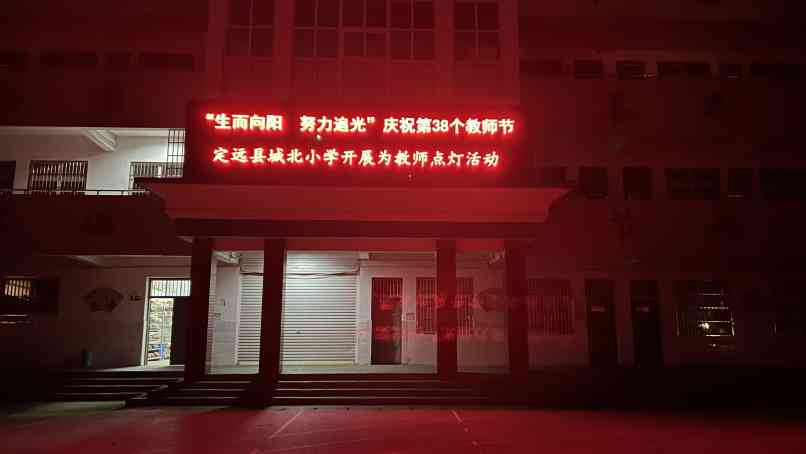 “生而向阳 努力追光”庆祝第38个教师节
定远县城北小学开展为教师点灯活动